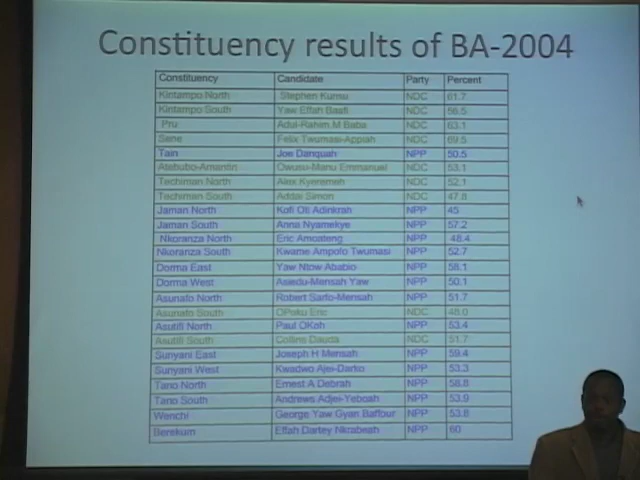 Constituency results of BA-2004
Constituency Candidate Party Percent
Kintampo North Stephen Kunsu NDC 61.7
Kintampo South Yaw Effah Baafi NDC 56.5
Pru Adul-Rahim M Baba NDC 63.1
Sene Felix Twumasi-Appiah NDC 69.5
Tain Joe Danquah NPP 50.5
Atebubo-Amantin Owusu-Manu Emmanuel NDC 53.1
Techiman North Alex Kyeremeh NDC 52.1
Techiman South Addai Simon NDC 47.8
Jaman North Kofi Oti Adinkrah NPP 45
Jaman South Anna Nyamekye NPP 57.2
Nkoranza North Eric Amoateng NPP 48.4
Nkoranza South Kwame Ampofo Twumasi NPP 52.7
Dorma East Yaw Ntow Ababio NPP 58.1
Dorma West Asiedu-Mensah Yaw NPP 50.1
Asunafo North Robert Sarfo-Mensah NPP 51.7
Asunafo South OPoku Eric NDC 48.0
Asutifi North Paul OKoh NPP 53.4
Asutifi South Collins Dauda NDC 51.7
Sunyani East Joseph H Mensah NPP 59.4
Sunyani West Kwadwo Ajei-Darko NPP 53.3
Tano North Ernest A Debrah NPP 58.8
Tano South Andrews Adjei-Yeboah NPP 53.9
Wenchi George Yaw Gyan Baffour NPP 53.8
Berekum Effah Dartey Nkrabeah NPP 60